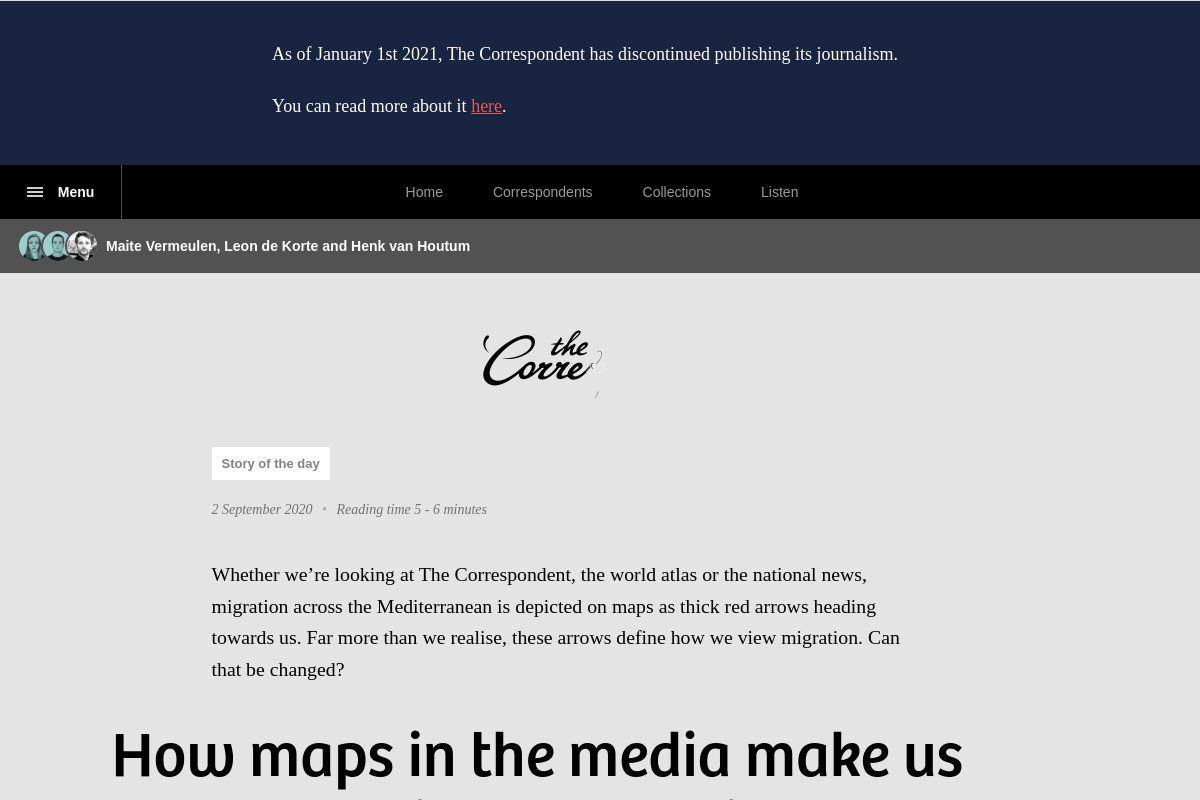 As of January 1st 2021, The Correspondent has discontinued publishing its journalism.
You can read more about it here.
Menu
Home
Correspondents
Collections
Listen
Maite Vermeulen, Leon de Korte and Henk van Houtum
the
Corre
Story of the day
2 September 2020 • Reading time 5 - 6 minutes
Whether we’re looking at The Correspondent, the world atlas or the national news,
migration across the Mediterranean is depicted on maps as thick red arrows heading
towards us. Far more than we realise, these arrows define how we view migration. Can
that be changed?
How maps in the media make us